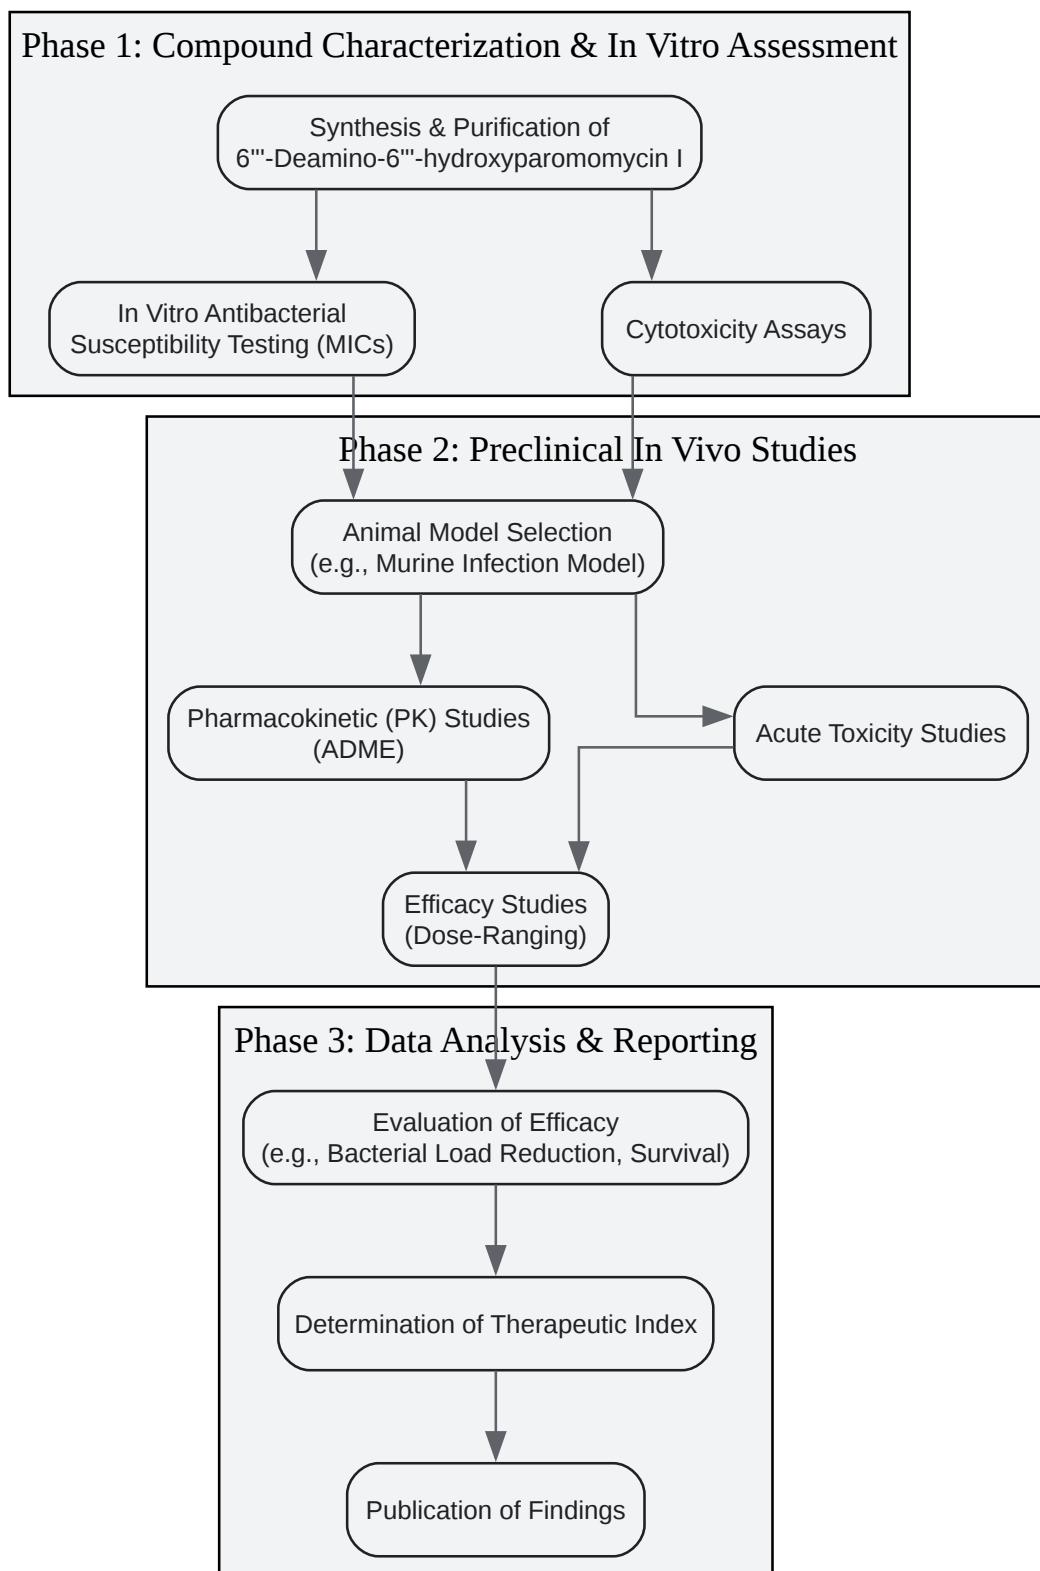 Phase 1: Compound Characterization & In Vitro Assessment
Synthesis & Purification of
6'''-Deamino-6'''-hydroxyparomomycin I
In Vitro Antibacterial
Susceptibility Testing (MICs)
Cytotoxicity Assays
Phase 2: Preclinical In Vivo Studies
Animal Model Selection
(e.g., Murine Infection Model)
Pharmacokinetic (PK) Studies
(ADME)
Acute Toxicity Studies
Efficacy Studies
(Dose-Ranging)
Phase 3: Data Analysis & Reporting
Evaluation of Efficacy
(e.g., Bacterial Load Reduction, Survival)
Determination of Therapeutic Index
Publication of Findings